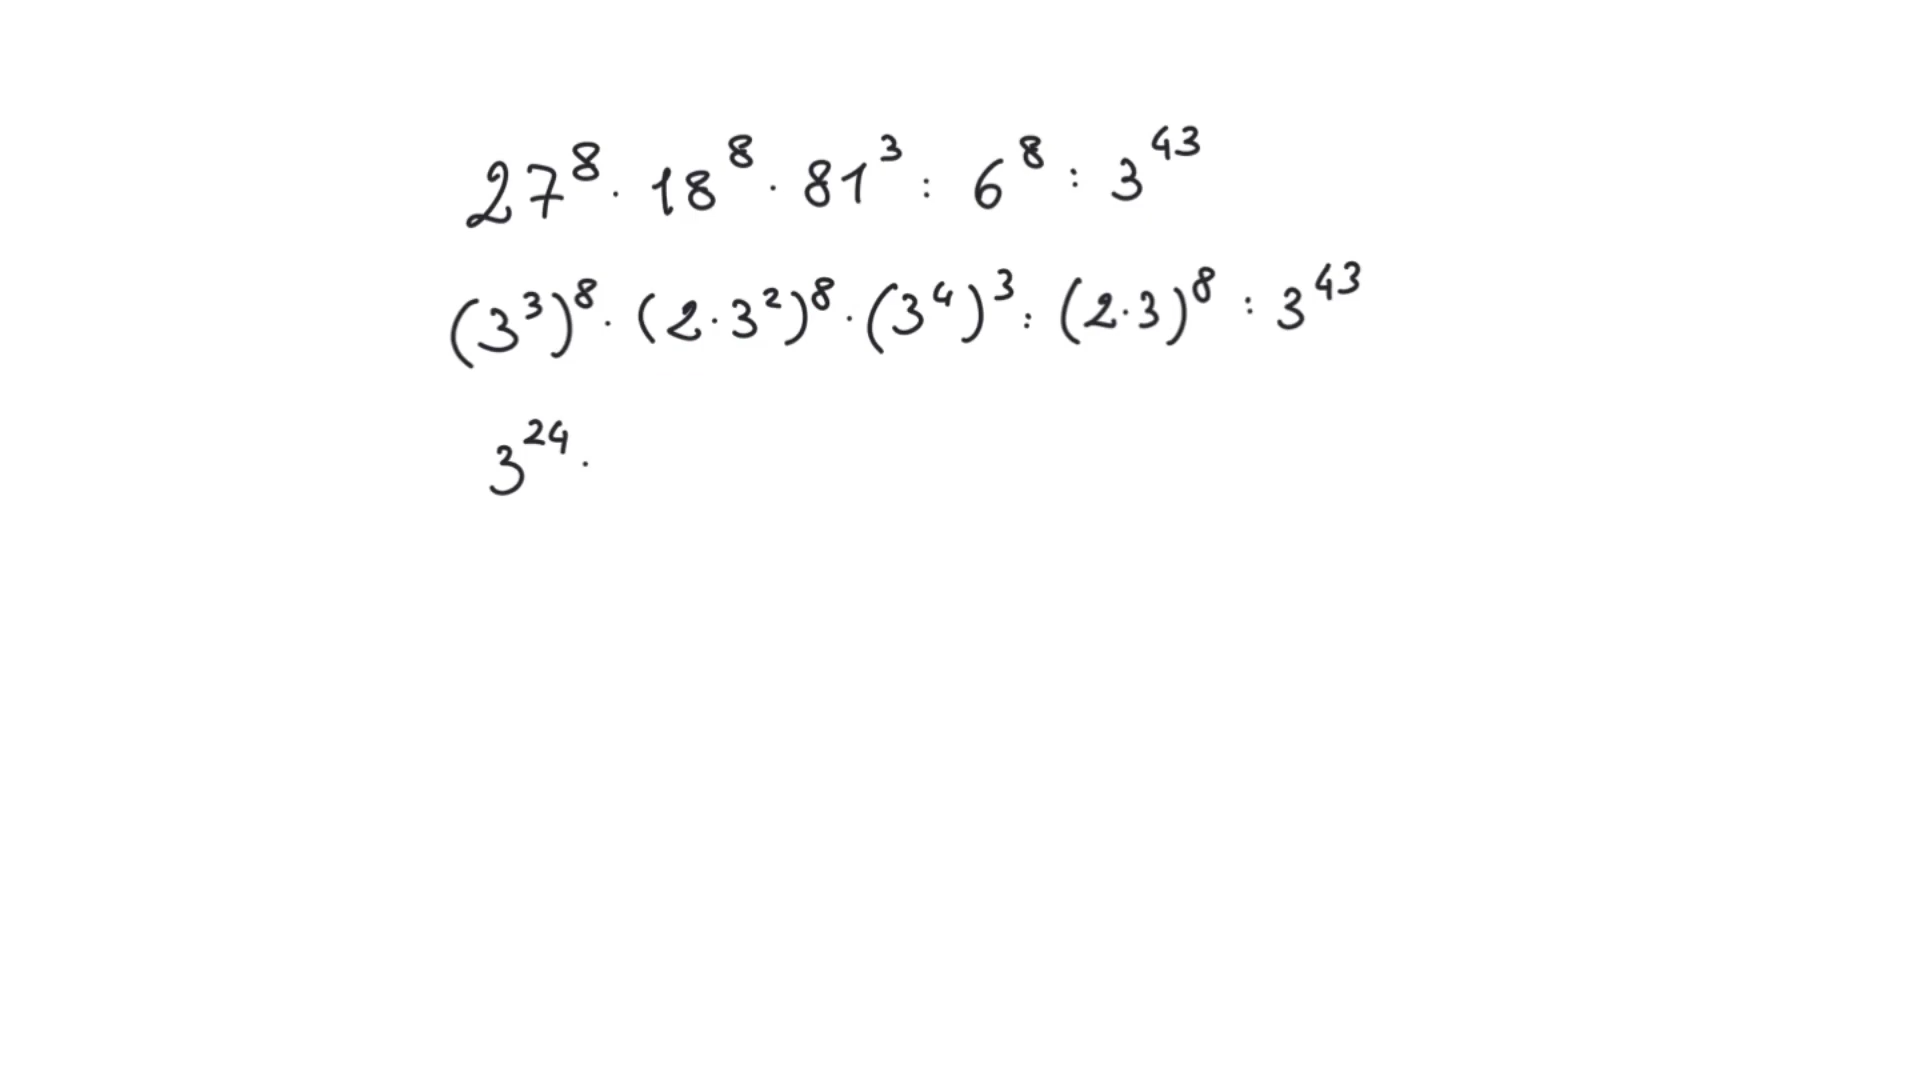 27⁸ · 18⁸ · 81³ : 6⁸ : 3⁴³
(3³)⁸ · (2 · 3²)⁸ · (3⁴)³ : (2 · 3)⁸ : 3⁴³
3²⁴ ·